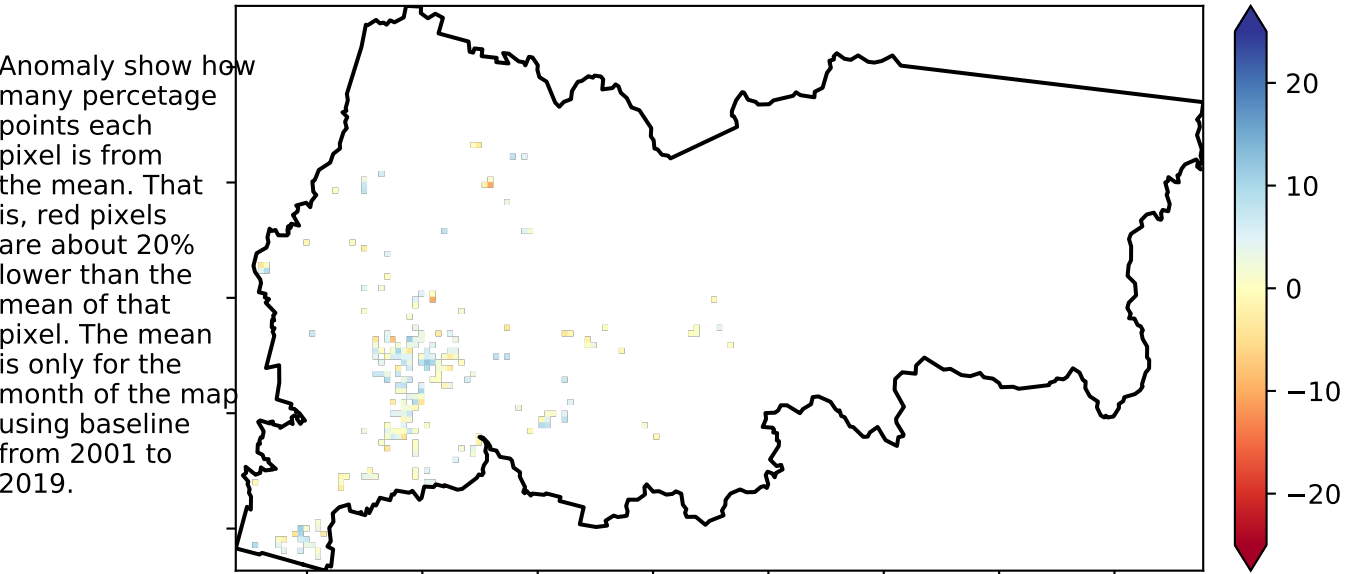 Anomaly show how
many percetage
points each
pixel is from
the mean. That
is, red pixels
are about 20%
lower than the
mean of that
pixel. The mean
is only for the
month of the map
using baseline
from 2001 to
2019.
20
10
0
−10
−20